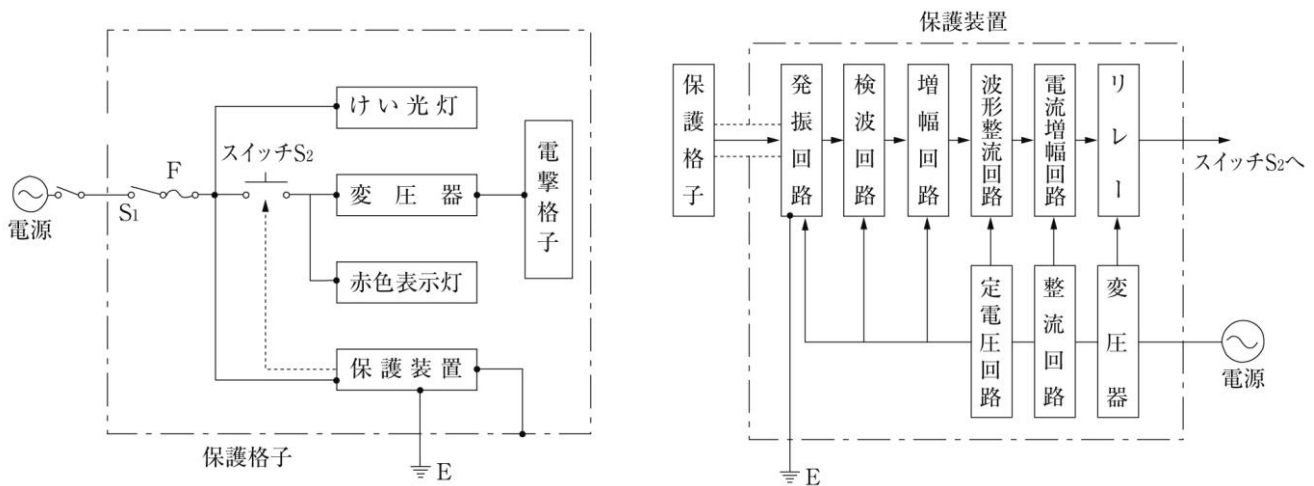 けい光灯
スイッチS2
F
電源
S1
変圧器
電撃格子
赤色表示灯
保護装置
保護格子
E
保護装置
保護格子
発振回路
検波回路
増幅回路
波形整流回路
電流増幅回路
リレー
スイッチS2へ
定電圧回路
整流回路
変圧器
電源
E